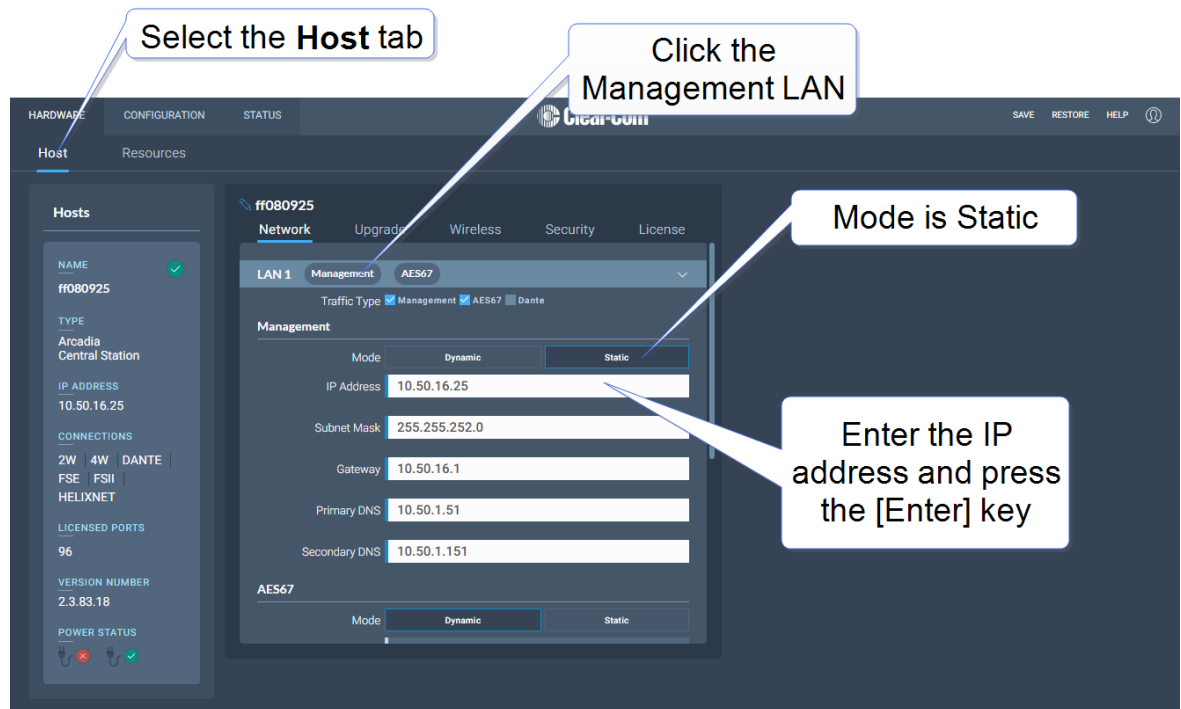 Select the Host tab
Click the
Management LAN
HARDWARE CONFIGURATION STATUS Clear-Com SAVE RESTORE HELP
Host Resources
Hosts
NAME
ff080925
TYPE
Arcadia
Central Station
IP ADDRESS
10.50.16.25
CONNECTIONS
2W 4W DANTE
FSE FSII
HELIXNET
LICENSED PORTS
96
VERSION NUMBER
2.3.83.18
POWER STATUS
ff080925
Network Upgrade Wireless Security License
LAN 1 Management AES67
Traffic Type Management AES67 Dante
Management
Mode Dynamic Static
IP Address 10.50.16.25
Subnet Mask 255.255.252.0
Gateway 10.50.16.1
Primary DNS 10.50.1.51
Secondary DNS 10.50.1.151
AES67
Mode Dynamic Static
Mode is Static
Enter the IP
address and press
the [Enter] key